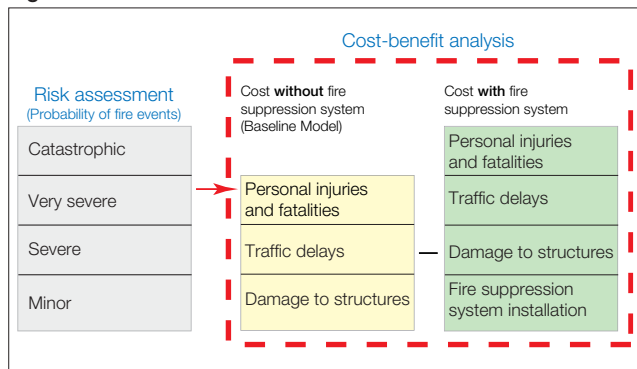 Cost-benefit analysis
Risk assessment
(Probability of fire events)
Catastrophic
Very severe
Severe
Minor
Cost without fire
suppression system
(Baseline Model)
Personal injuries
and fatalities
Traffic delays
Damage to structures
Cost with fire
suppression system
Personal injuries
and fatalities
Traffic delays
Damage to structures
Fire suppression
system installation